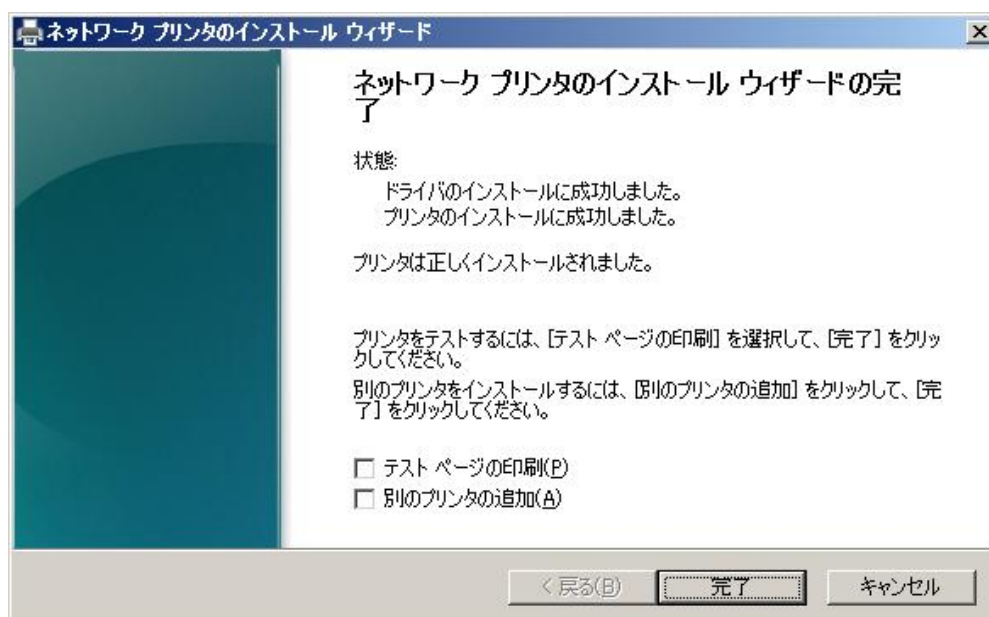 ネットワーク プリンタのインストール ウィザード
ネットワーク プリンタのインストール ウィザードの完
了
状態:
ドライバのインストールに成功しました。
プリンタのインストールに成功しました。
プリンタは正しくインストールされました。
プリンタをテストするには、[テスト ページの印刷] を選択して、[完了] をクリッ
クしてください。
別のプリンタをインストールするには、[別のプリンタの追加] をクリックして、[完
了] をクリックしてください。
テスト ページの印刷(P)
別のプリンタの追加(A)
< 戻る(B)
完了
キャンセル